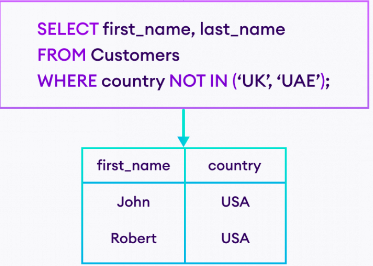 SELECT first_name, last_name
FROM Customers
WHERE country NOT IN (‘UK’, ‘UAE’);
first_name country
John USA
Robert USA